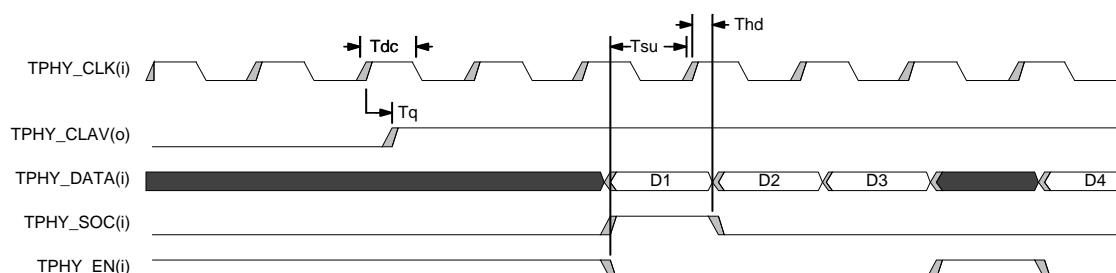 Thd
Tdc
Tsu
TPHY_CLK(i)
Tq
TPHY_CLAV(o)
TPHY_DATA(i)
D1
D2
D3
D4
TPHY_SOC(i)
TPHY_EN(i)